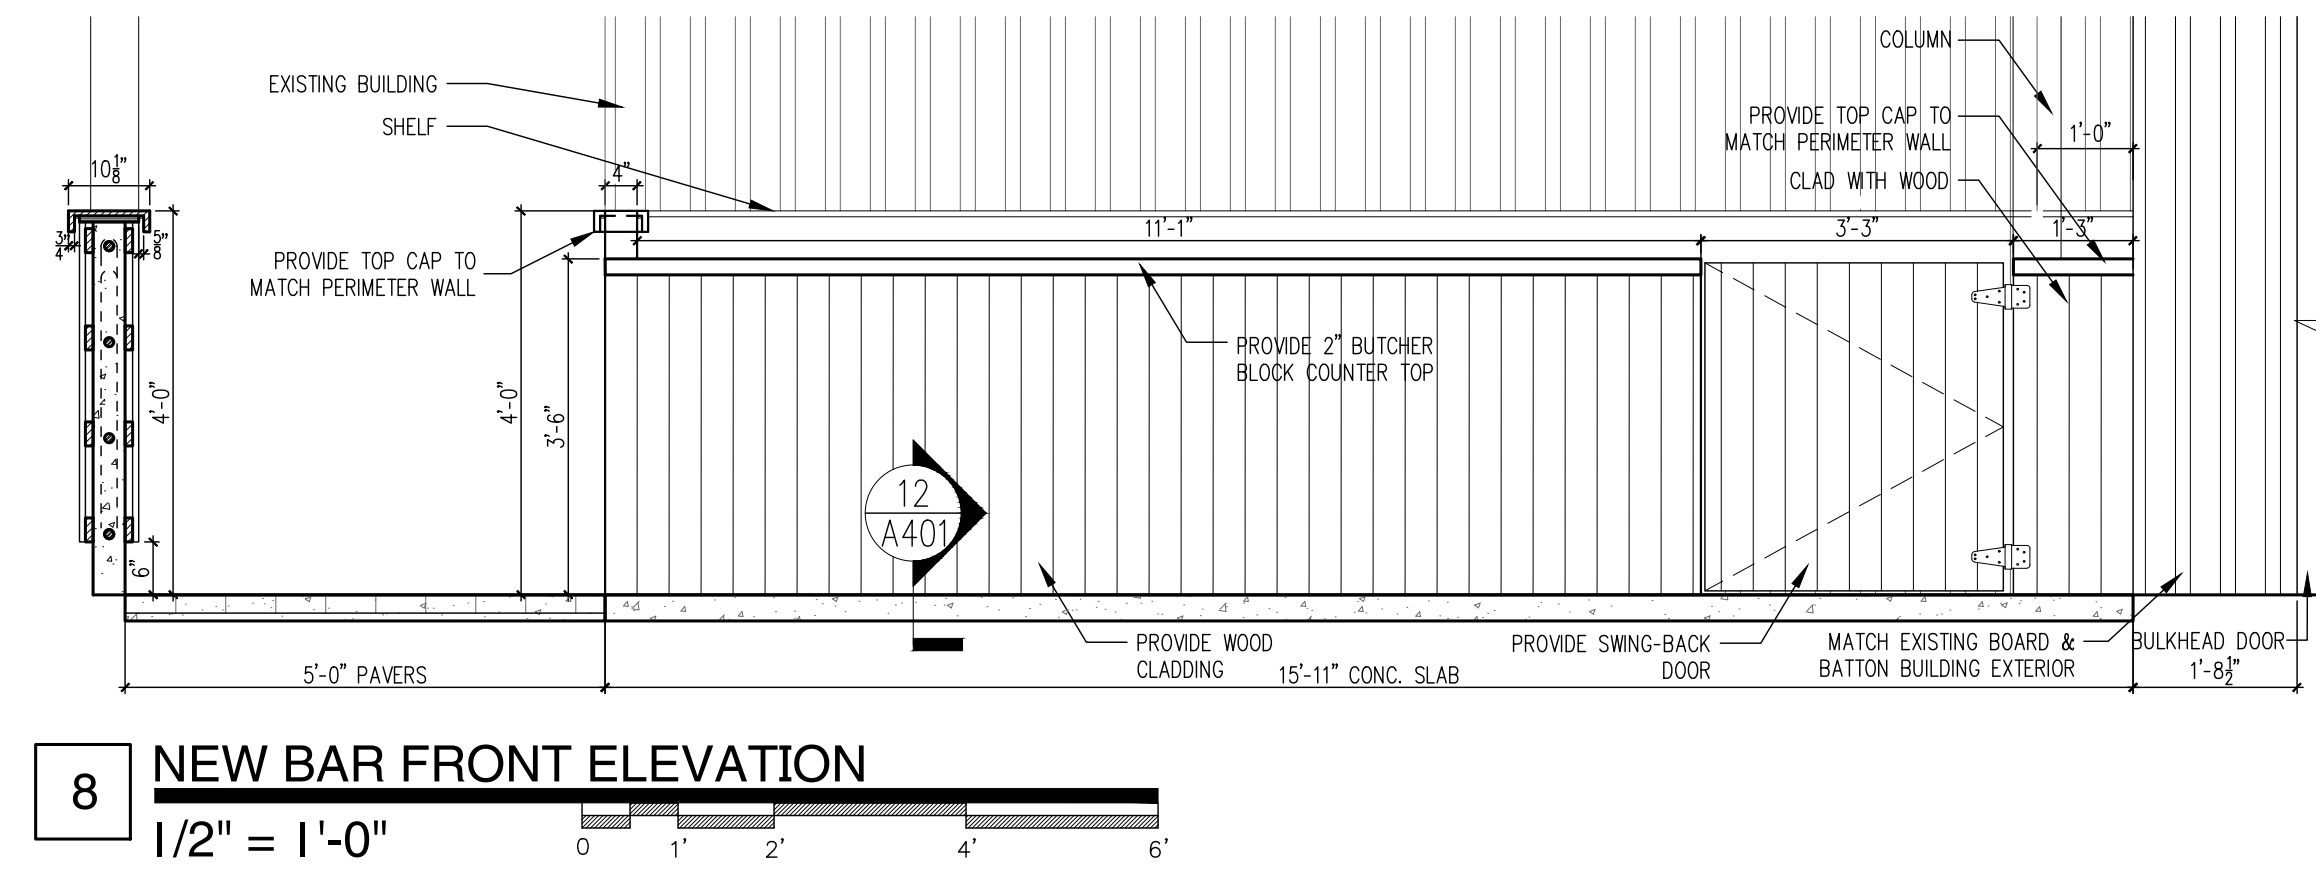 COLUMN
EXISTING BUILDING
SHELF
PROVIDE TOP CAP TO
MATCH PERIMETER WALL
1'-0"
CLAD WITH WOOD
10 1/8"
4"
11'-1"
3'-3"
1'-3"
3/4"
5/8"
PROVIDE TOP CAP TO
MATCH PERIMETER WALL
PROVIDE 2" BUTCHER
BLOCK COUNTER TOP
4'-0"
4'-0"
3'-6"
12
A401
6"
PROVIDE WOOD
CLADDING
PROVIDE SWING-BACK
DOOR
MATCH EXISTING BOARD &
BATTON BUILDING EXTERIOR
BULKHEAD DOOR
5'-0" PAVERS
15'-11" CONC. SLAB
1'-8 1/2"
8
NEW BAR FRONT ELEVATION
1/2" = 1'-0"
0 1' 2' 4' 6'